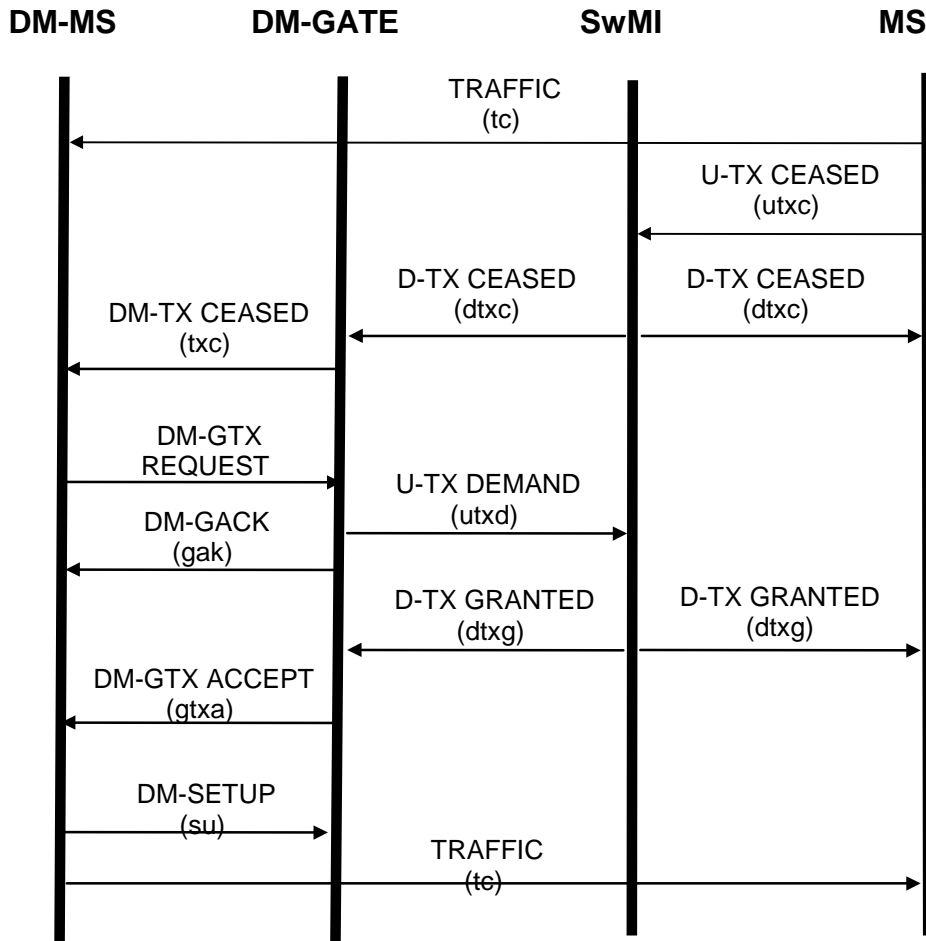 DM-MS DM-GATE SwMI MS
TRAFFIC
(tc)
U-TX CEASED
(utxc)
D-TX CEASED
(dtxc)
D-TX CEASED
(dtxc)
DM-TX CEASED
(txc)
DM-GTX
REQUEST
U-TX DEMAND
(utxd)
DM-GACK
(gak)
D-TX GRANTED
(dtxg)
D-TX GRANTED
(dtxg)
DM-GTX ACCEPT
(gtxa)
DM-SETUP
(su)
TRAFFIC
(tc)